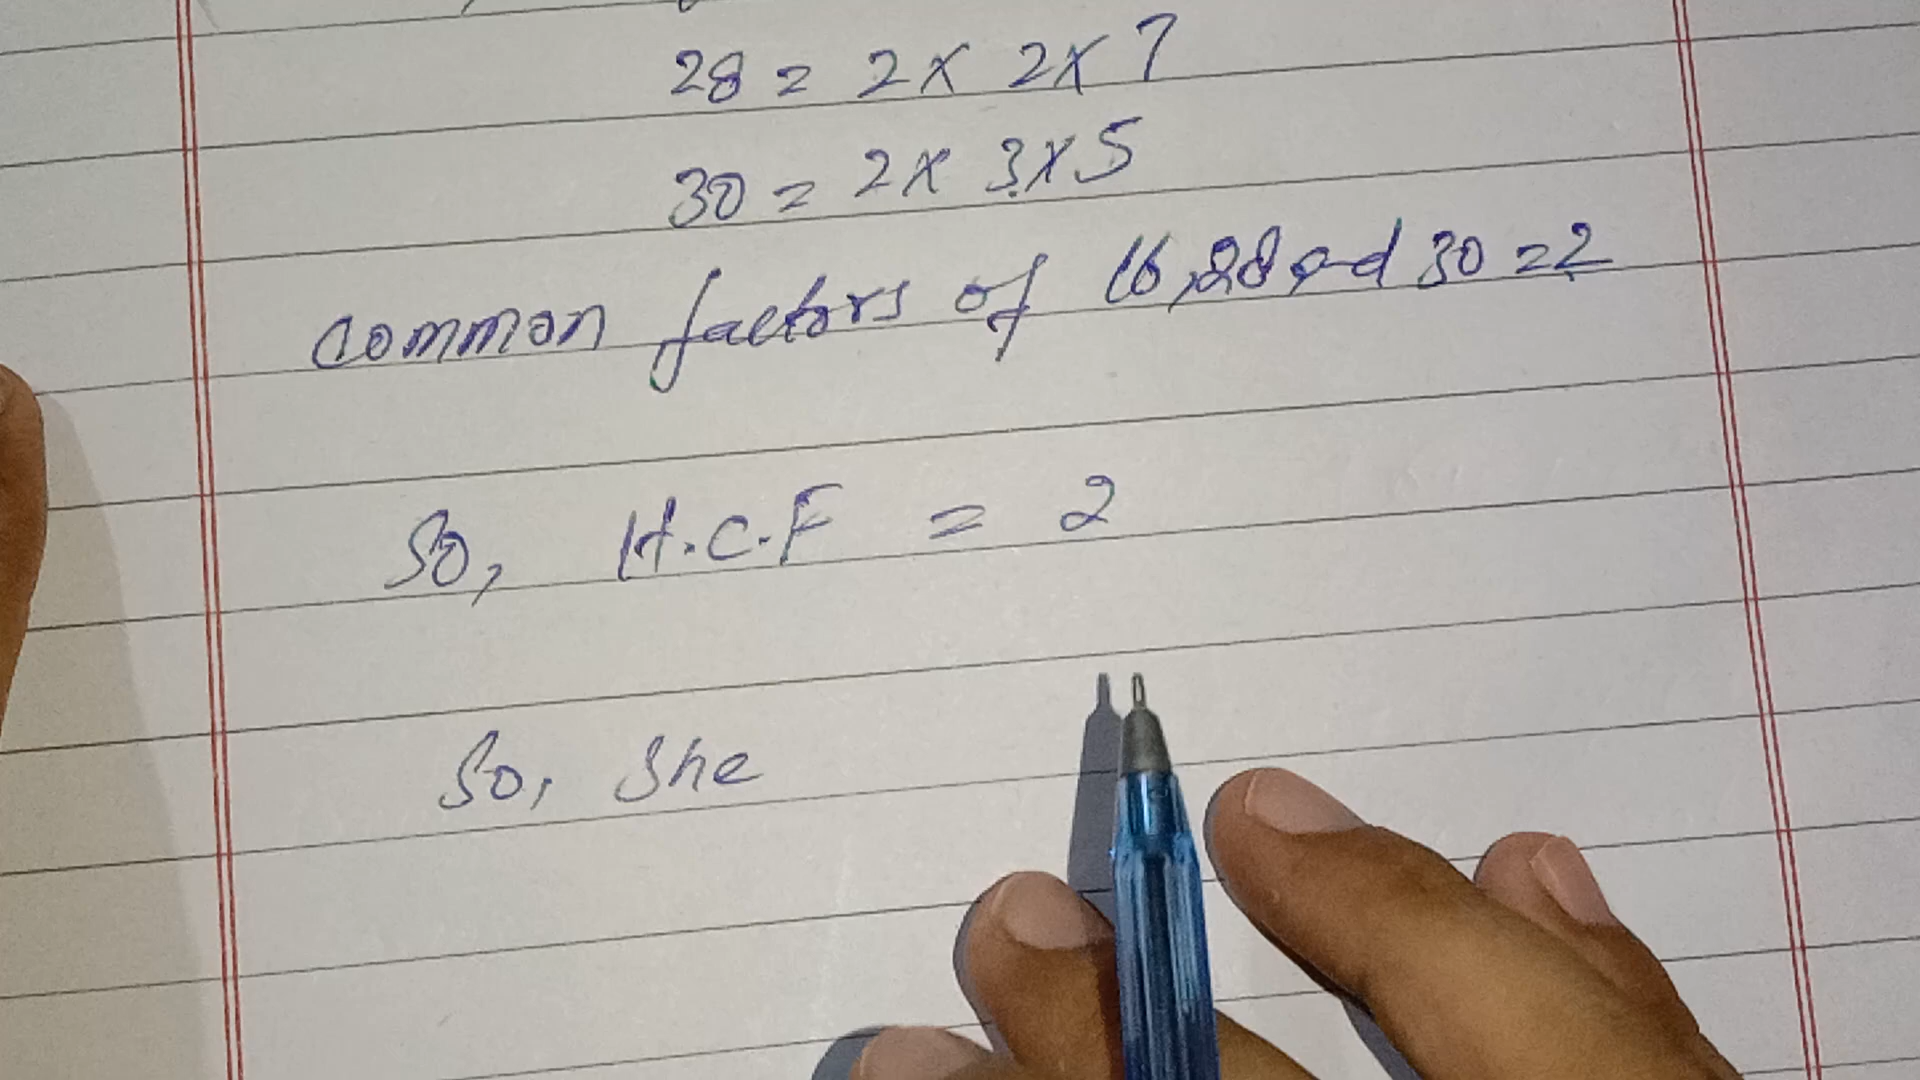 28 = 2 x 2 x 7
30 = 2 x 3 x 5
Common factors of 16, 28 and 30 = 2
So, H.C.F = 2
So, She